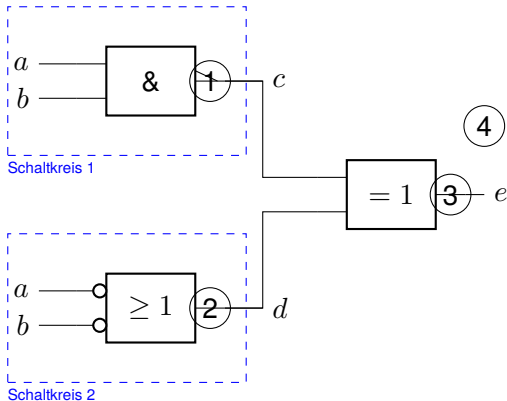 a
b
&
1
c
Schaltkreis 1
4
= 1
3
e
a
b
≥ 1
2
d
Schaltkreis 2